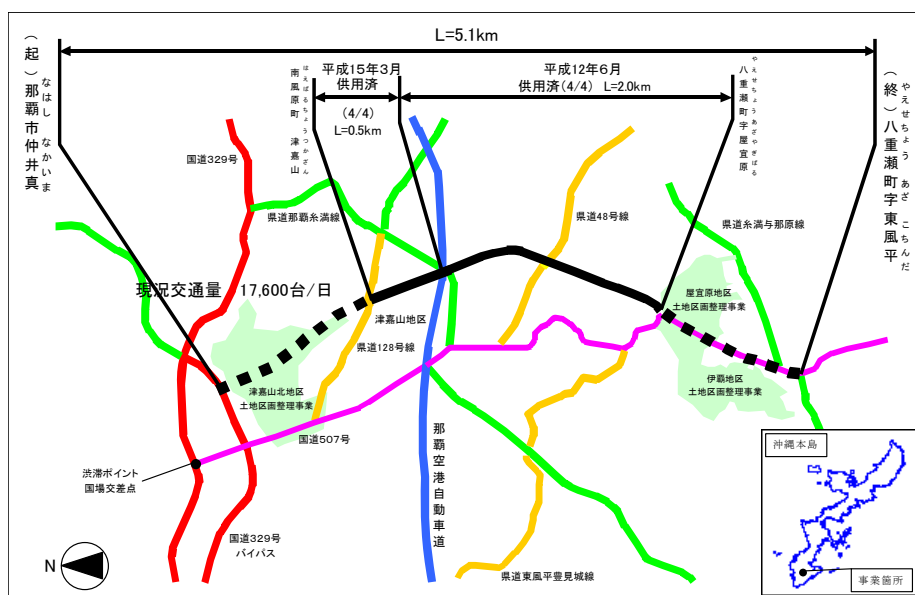 L=5.1km
平成15年3月
供用済
(4/4)
L=0.5km
平成12年6月
供用済(4/4) L=2.0km
(起)那覇市仲井真
なはし なかいま
南風原町 津嘉山
はえばるちょうつかざん
八重瀬町字屋宜原
やえせちょうあざやぎばる
(終)八重瀬町字東風平
やえせちょう あざ こちんだ
国道329号
県道那覇糸満線
県道48号線
県道糸満与那原線
現況交通量 17,600台/日
津嘉山地区
県道128号線
屋宜原地区
土地区画整理事業
津嘉山北地区
土地区画整理事業
伊覇地区
土地区画整理事業
国道507号
那覇空港自動車道
渋滞ポイント
国場交差点
国道329号
バイパス
県道東風平豊見城線
N
沖縄本島
事業箇所